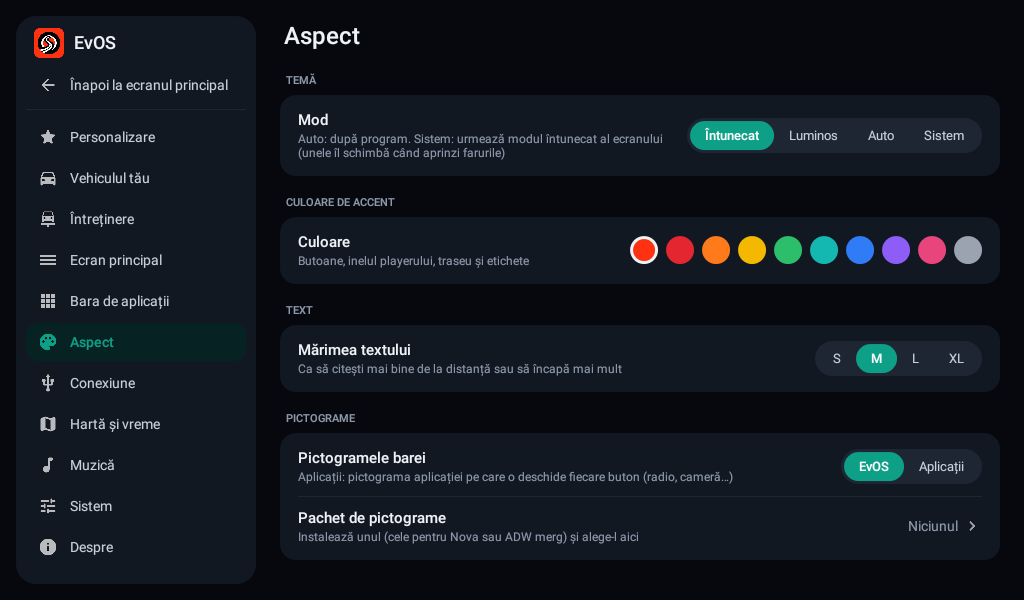 EvOS
Înapoi la ecranul principal
Personalizare
Vehiculul tău
Întreținere
Ecran principal
Bara de aplicații
Aspect
Conexiune
Hartă și vreme
Muzică
Sistem
Despre
Aspect
TEMĂ
Mod
Auto: după program. Sistem: urmează modul întunecat al ecranului
(unele îl schimbă când aprinzi farurile)
Întunecat Luminos Auto Sistem
CULOARE DE ACCENT
Culoare
Butoane, inelul playerului, traseu și etichete
TEXT
Mărimea textului
Ca să citești mai bine de la distanță sau să încapă mai mult
S M L XL
PICTOGRAME
Pictogramele barei
Aplicații: pictograma aplicației pe care o deschide fiecare buton (radio, cameră...)
EvOS Aplicații
Pachet de pictograme
Instalează unul (cele pentru Nova sau ADW merg) și alege-l aici
Niciunul